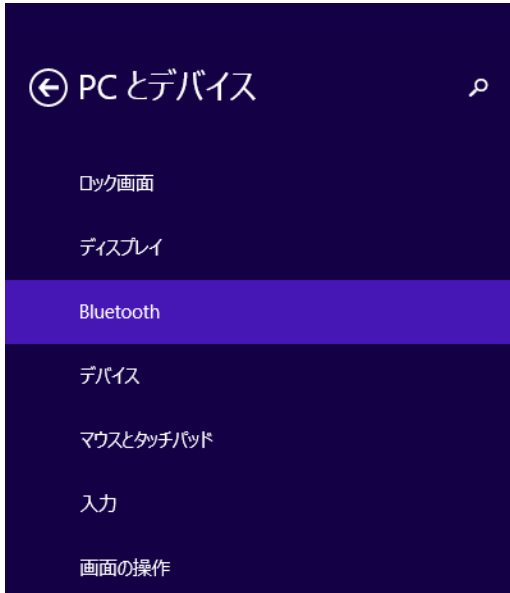 PC とデバイス
ロック画面
ディスプレイ
Bluetooth
デバイス
マウスとタッチパッド
入力
画面の操作